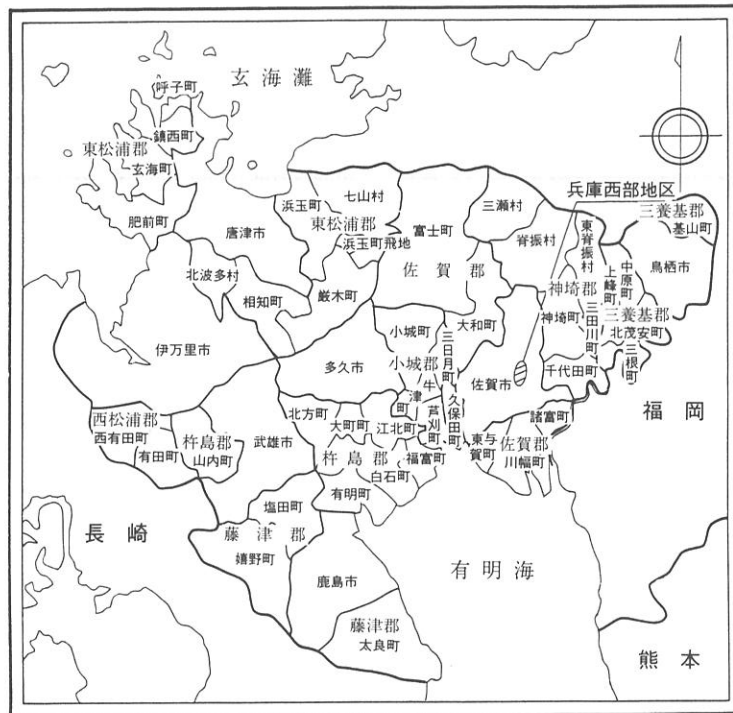 玄海灘
呼子町
鎮西町
東松浦郡
玄海町
肥前町
唐津市
浜玉町
七山村
東松浦郡
浜玉町飛地
富士町
佐賀郡
三瀬村
脊振村
兵庫西部地区
東脊振村
三養基郡
基山町
鳥栖市
中原町
上峰町
神埼郡
神埼町
三田川町
三養基郡
北茂安町
三根町
千代田町
北波多村
相知町
厳木町
伊万里市
小城町
小城郡
三日月町
大和町
佐賀市
多久市
牛津町
芦刈町
久保田町
諸富町
福岡
西松浦郡
西有田町
有田町
杵島郡
山内町
武雄市
北方町
大町町
江北町
杵島郡
福富町
白石町
有明町
東与賀町
佐賀郡
川幅町
塩田町
藤津郡
嬉野町
長崎
鹿島市
有明海
藤津郡
太良町
熊本